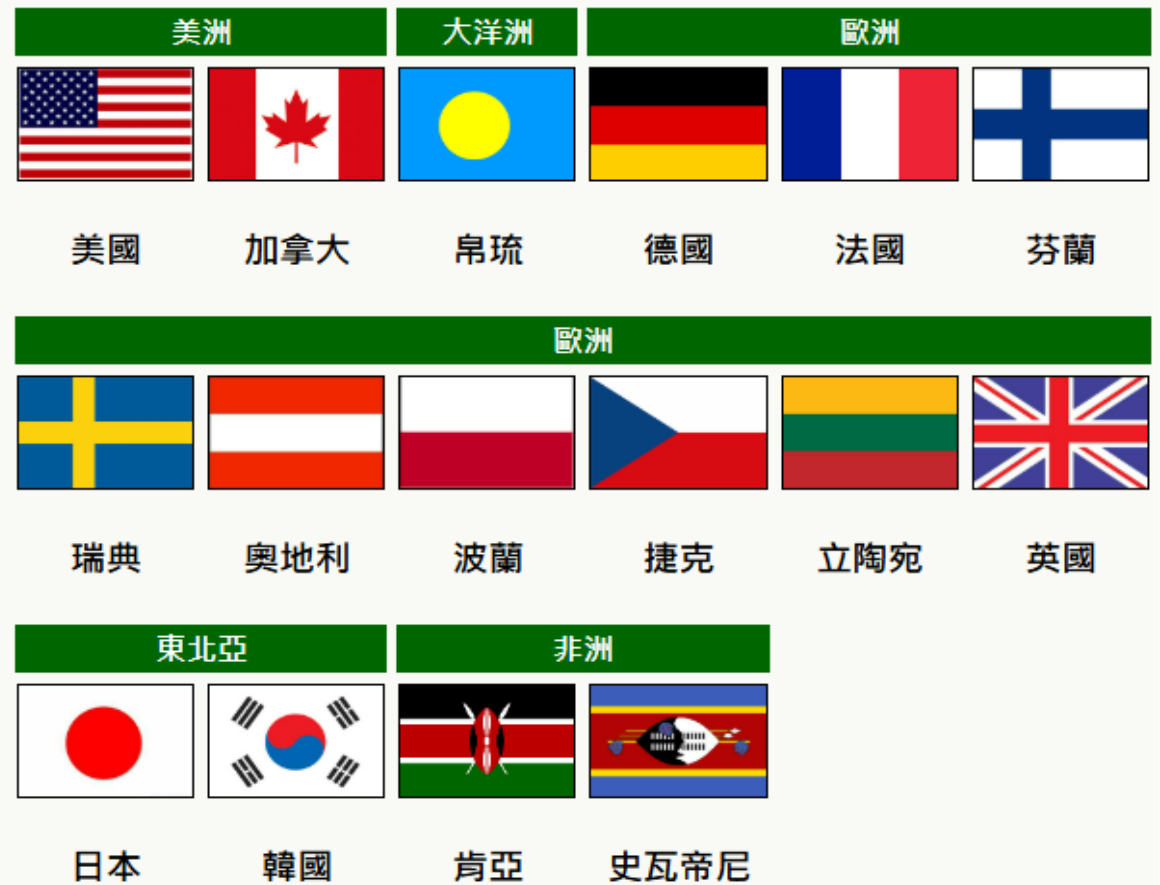 美洲 大洋洲 歐洲
美國 加拿大 帛琉 德國 法國 芬蘭
歐洲
瑞典 奧地利 波蘭 捷克 立陶宛 英國
東北亞 非洲
日本 韓國 肯亞 史瓦帝尼